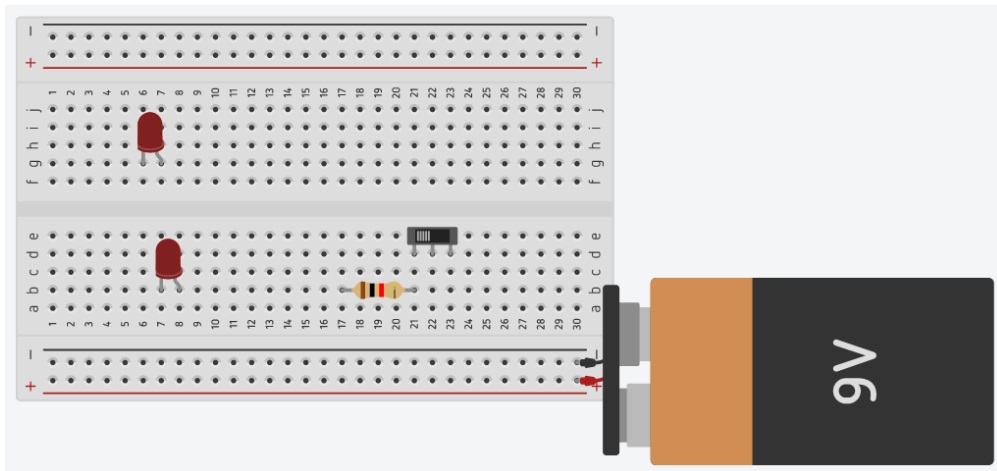 − −
+ +
1 2 3 4 5 6 7 8 9 10 11 12 13 14 15 16 17 18 19 20 21 22 23 24 25 26 27 28 29 30
j j
i i
h h
g g
f f
e e
d d
c c
b b
a a
1 2 3 4 5 6 7 8 9 10 11 12 13 14 15 16 17 18 19 20 21 22 23 24 25 26 27 28 29 30
− −
+ +
9V